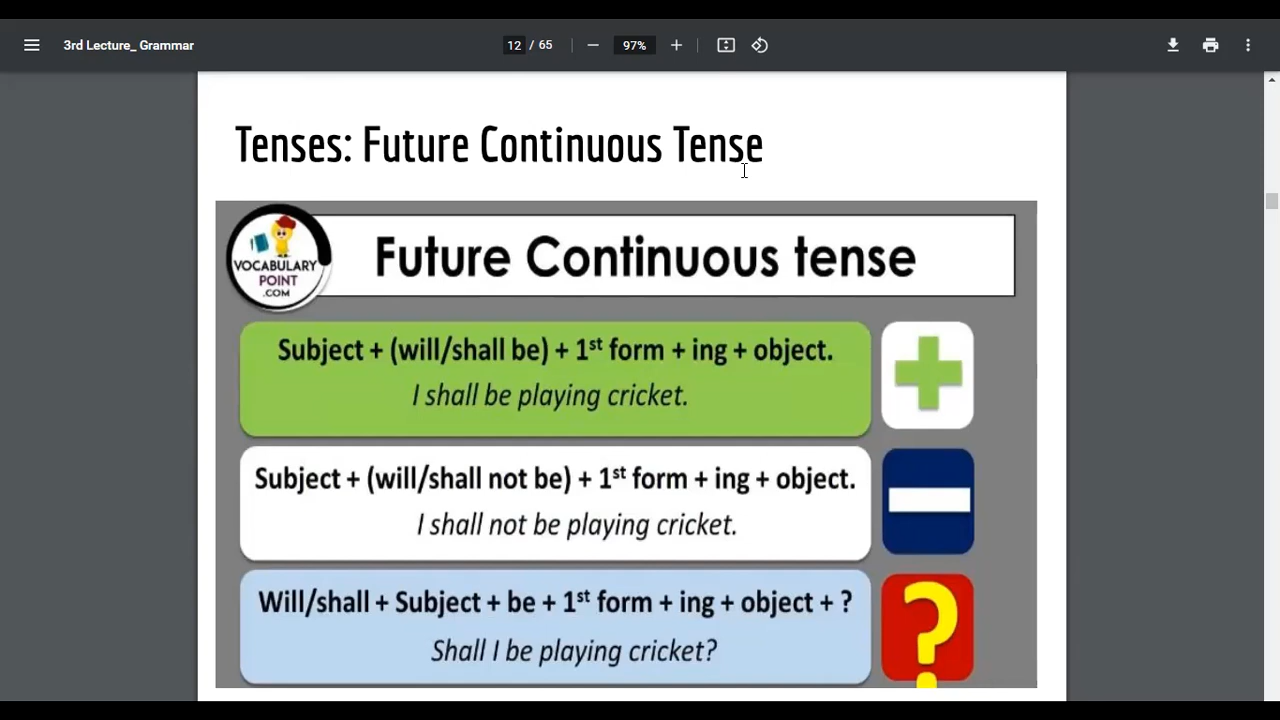 3rd Lecture_ Grammar
12 / 65
97%
Tenses: Future Continuous Tense
VOCABULARY
POINT
.COM
Future Continuous tense
Subject + (will/shall be) + 1st form + ing + object.
I shall be playing cricket.
Subject + (will/shall not be) + 1st form + ing + object.
I shall not be playing cricket.
Will/shall + Subject + be + 1st form + ing + object + ?
Shall I be playing cricket?
?